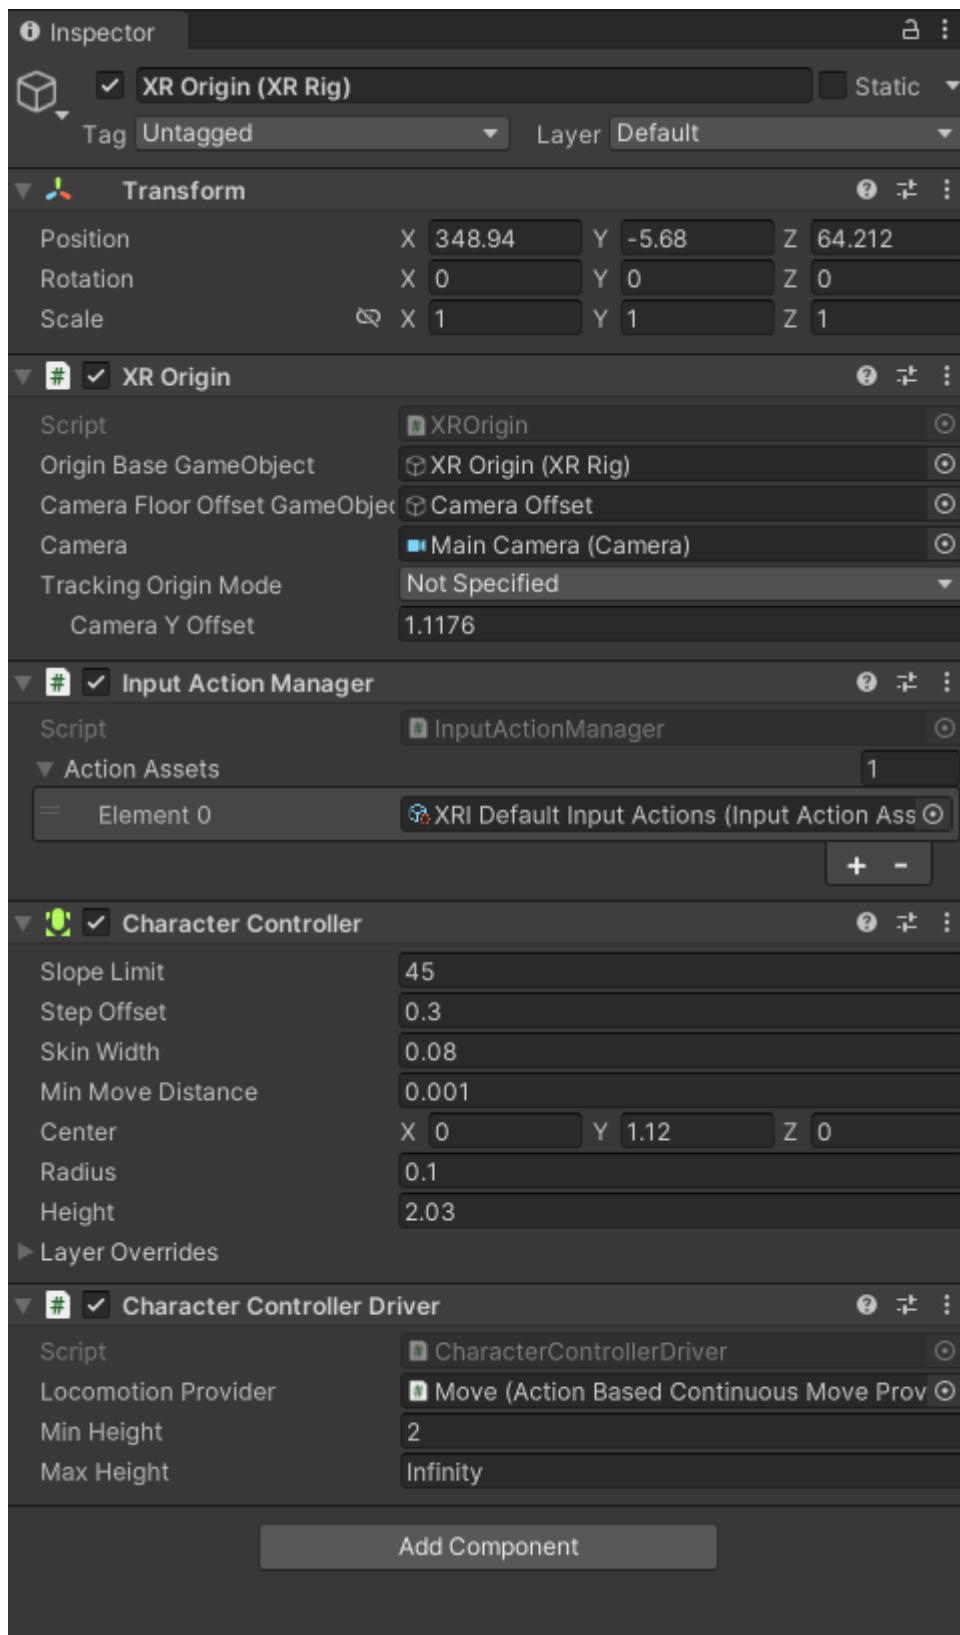 Inspector
XR Origin (XR Rig) Static
Tag Untagged Layer Default
Transform
Position X 348.94 Y -5.68 Z 64.212
Rotation X 0 Y 0 Z 0
Scale X 1 Y 1 Z 1
# XR Origin
Script # XROrigin
Origin Base GameObject XR Origin (XR Rig)
Camera Floor Offset GameObjec Camera Offset
Camera Main Camera (Camera)
Tracking Origin Mode Not Specified
Camera Y Offset 1.1176
# Input Action Manager
Script # InputActionManager
Action Assets 1
Element 0 XRI Default Input Actions (Input Action Ass
+ -
Character Controller
Slope Limit 45
Step Offset 0.3
Skin Width 0.08
Min Move Distance 0.001
Center X 0 Y 1.12 Z 0
Radius 0.1
Height 2.03
Layer Overrides
# Character Controller Driver
Script # CharacterControllerDriver
Locomotion Provider # Move (Action Based Continuous Move Prov
Min Height 2
Max Height Infinity
Add Component